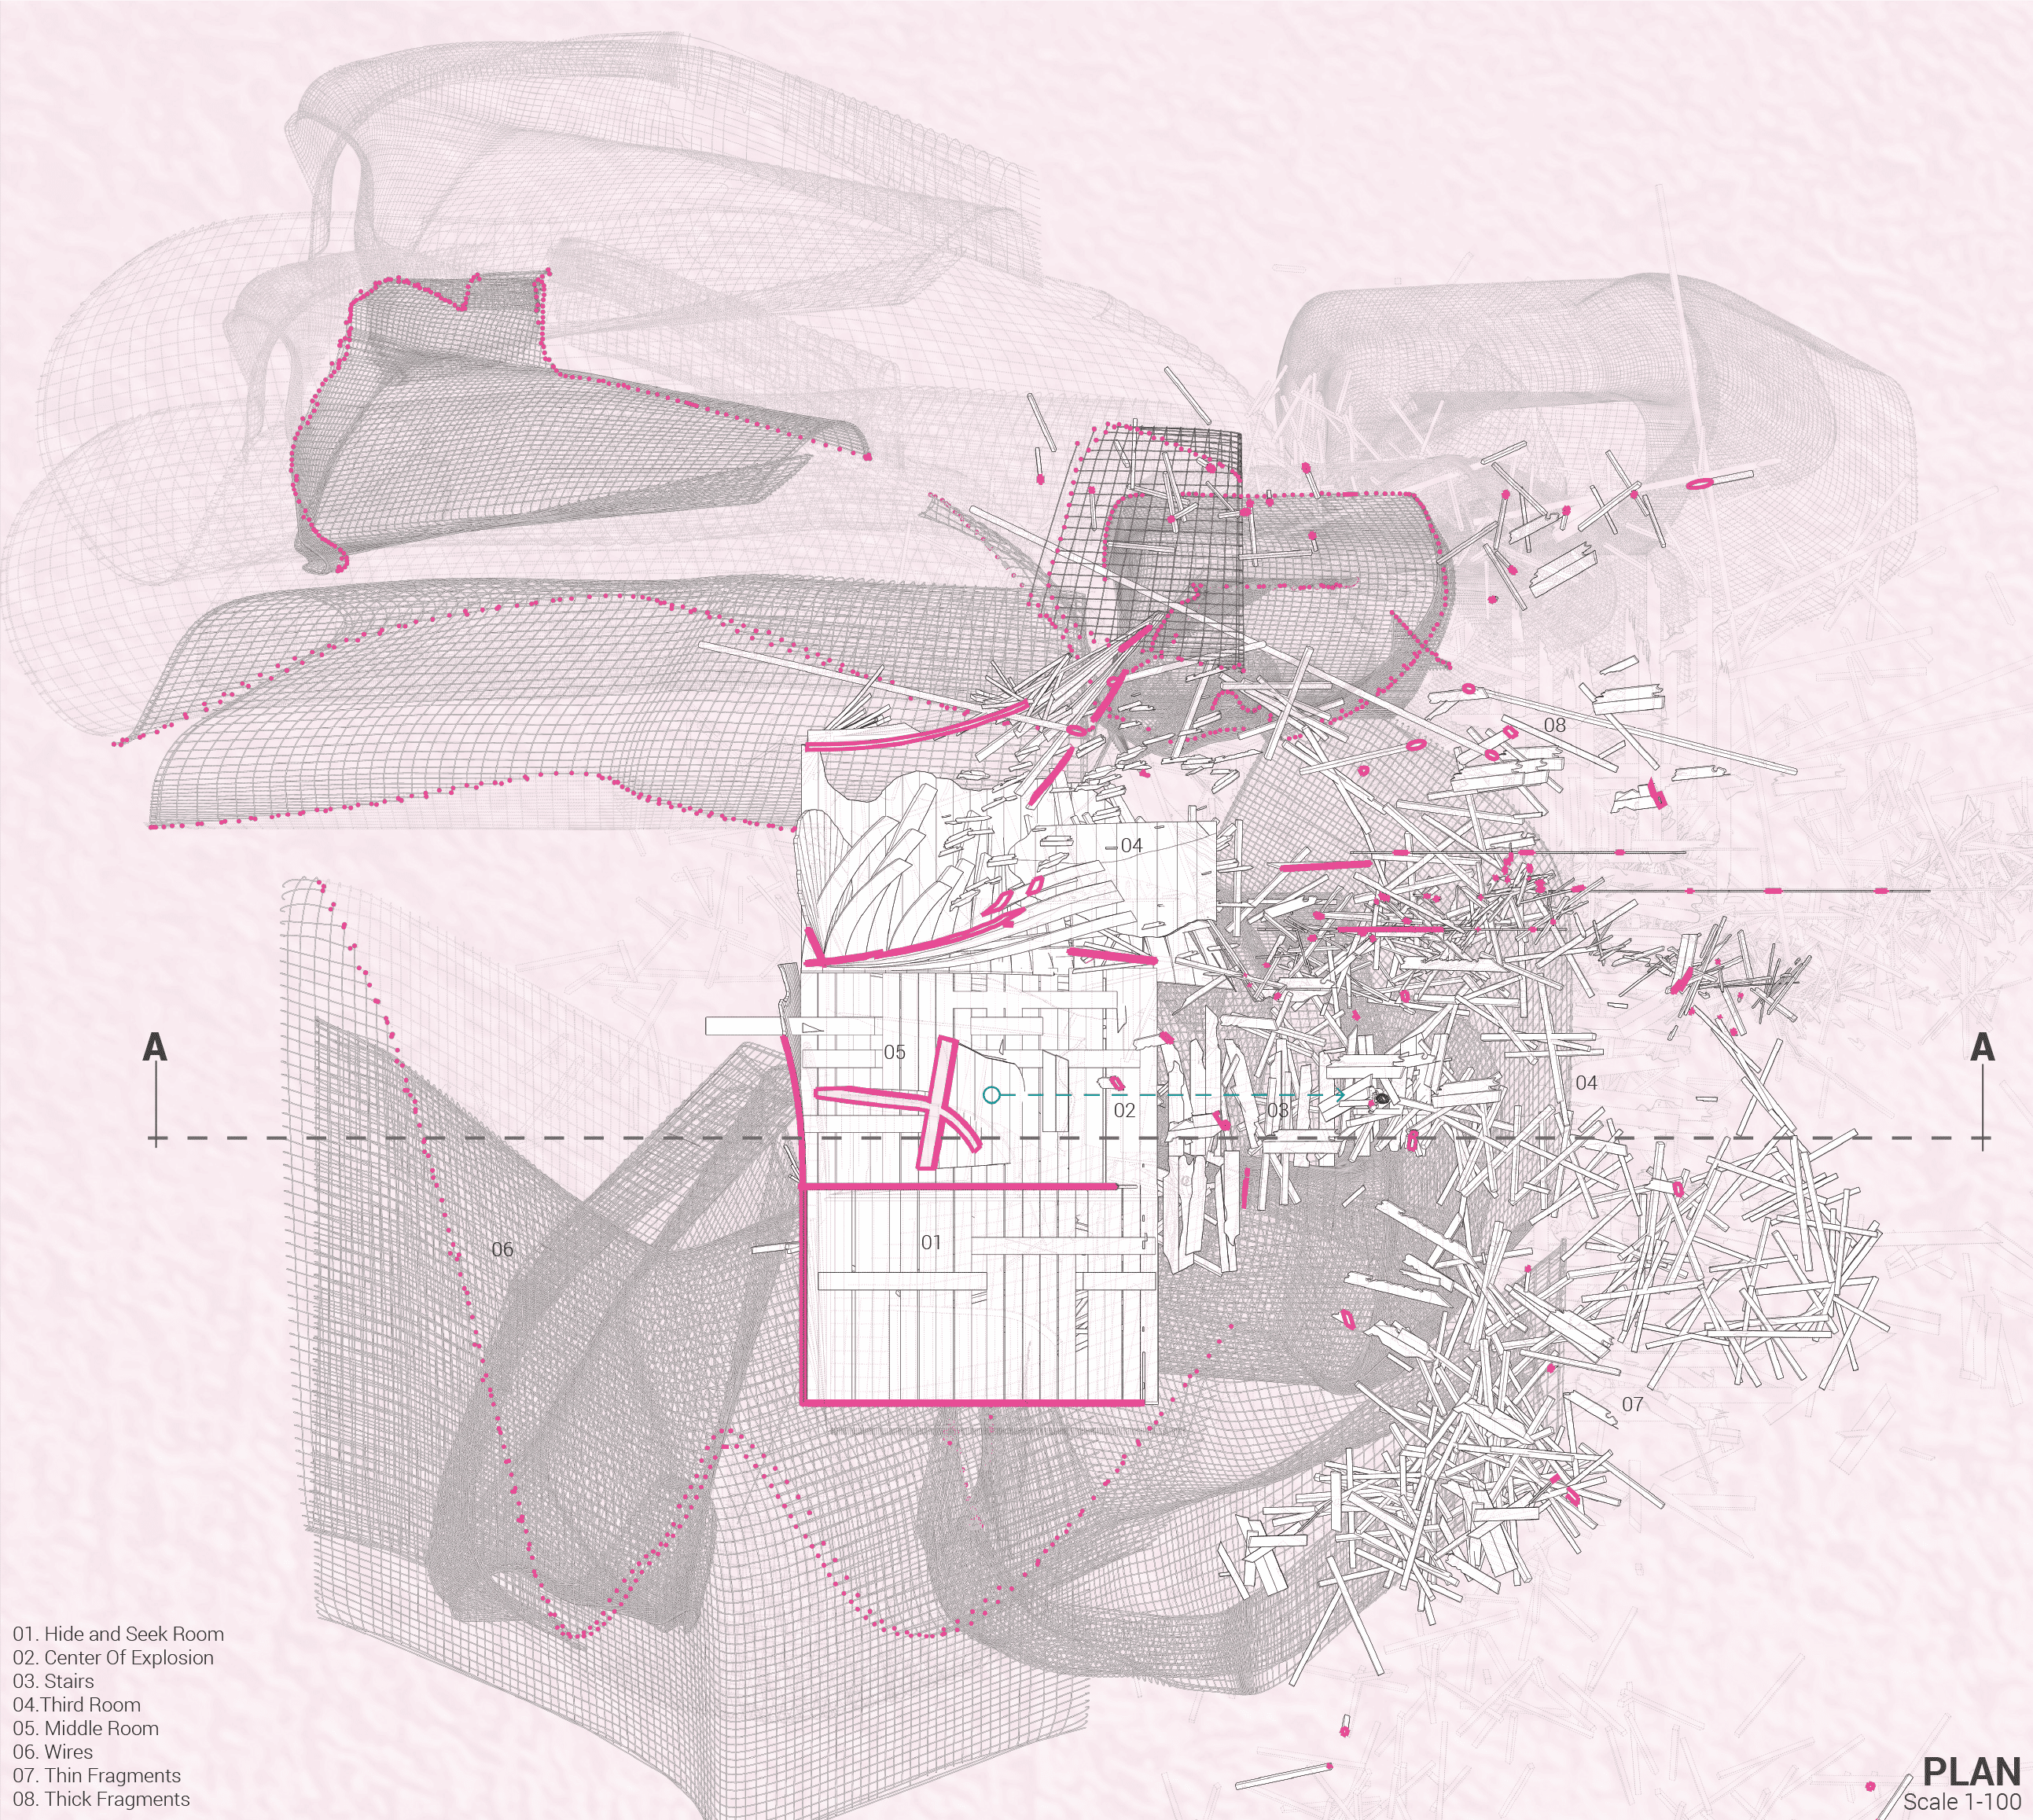 08
04
A
A
05
04
02
03
01
06
07
01. Hide and Seek Room
02. Center Of Explosion
03. Stairs
04.Third Room
05. Middle Room
06. Wires
07. Thin Fragments
08. Thick Fragments
PLAN
Scale 1-100